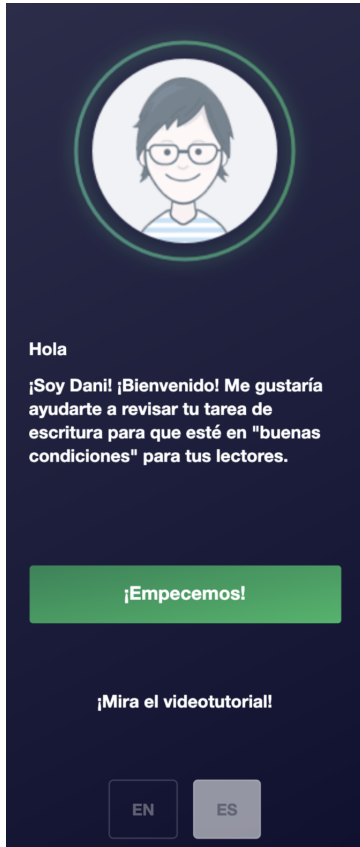 Hola
¡Soy Dani! ¡Bienvenido! Me gustaría
ayudarte a revisar tu tarea de
escritura para que esté en "buenas
condiciones" para tus lectores.
¡Empecemos!
¡Mira el videotutorial!
EN ES